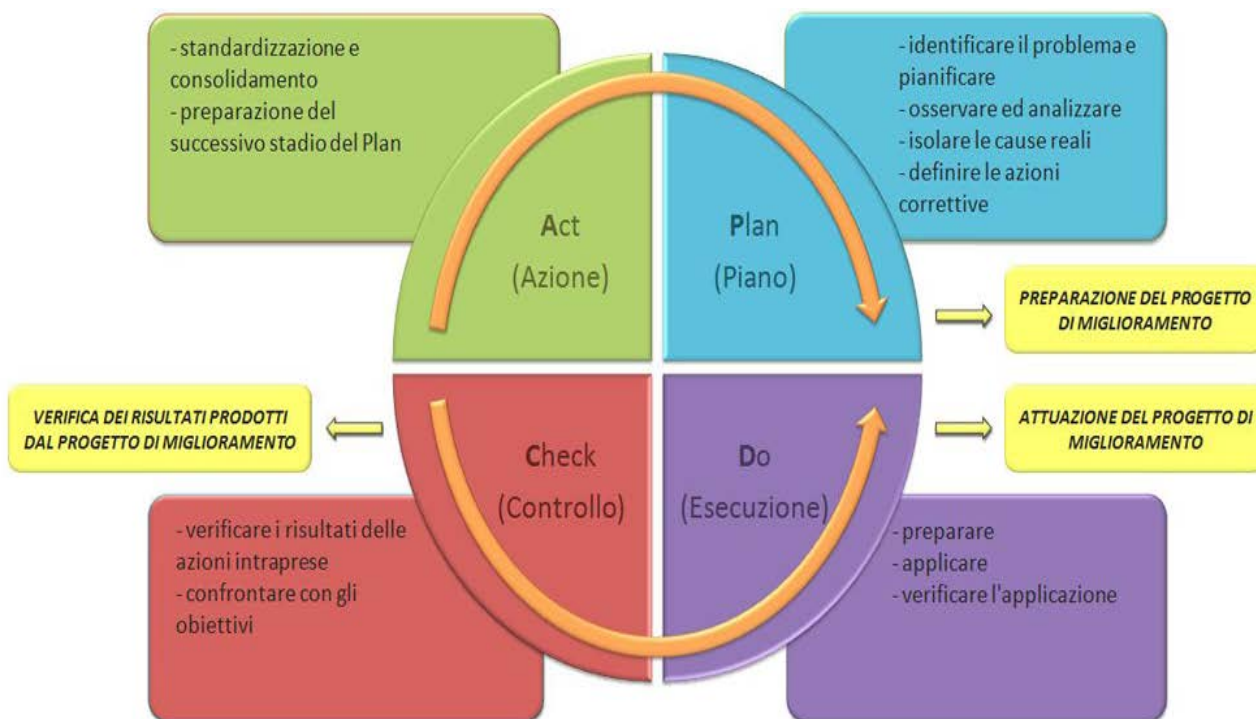 - standardizzazione e
consolidamento
- preparazione del
successivo stadio del Plan
- identificare il problema e
pianificare
- osservare ed analizzare
- isolare le cause reali
- definire le azioni
correttive
Act
(Azione)
Plan
(Piano)
PREPARAZIONE DEL PROGETTO
DI MIGLIORAMENTO
VERIFICA DEI RISULTATI PRODOTTI
DAL PROGETTO DI MIGLIORAMENTO
ATTUAZIONE DEL PROGETTO DI
MIGLIORAMENTO
Check
(Controllo)
Do
(Esecuzione)
- verificare i risultati delle
azioni intraprese
- confrontare con gli
obiettivi
- preparare
- applicare
- verificare l'applicazione